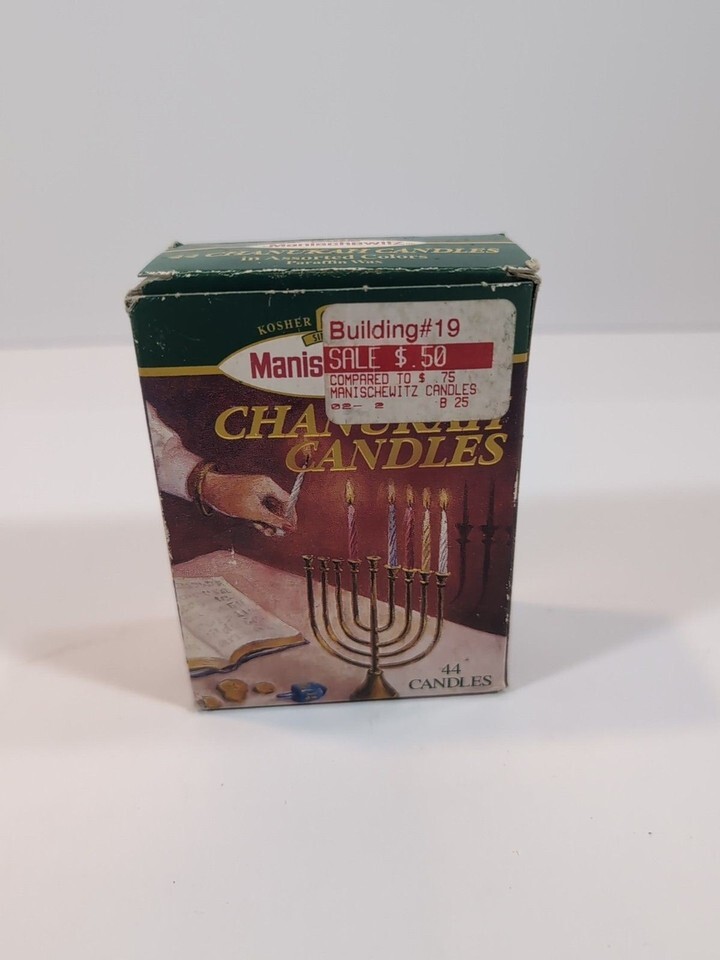 Manischewitz
44 CHANUKAH CANDLES
in Assorted Colors
Paraffin Wax
KOSHER
Manis
Building#19
SALE $.50
COMPARED TO $ .75
MANISCHEWITZ CANDLES
02- 2 B 25
CHANUKAH
CANDLES
44
CANDLES